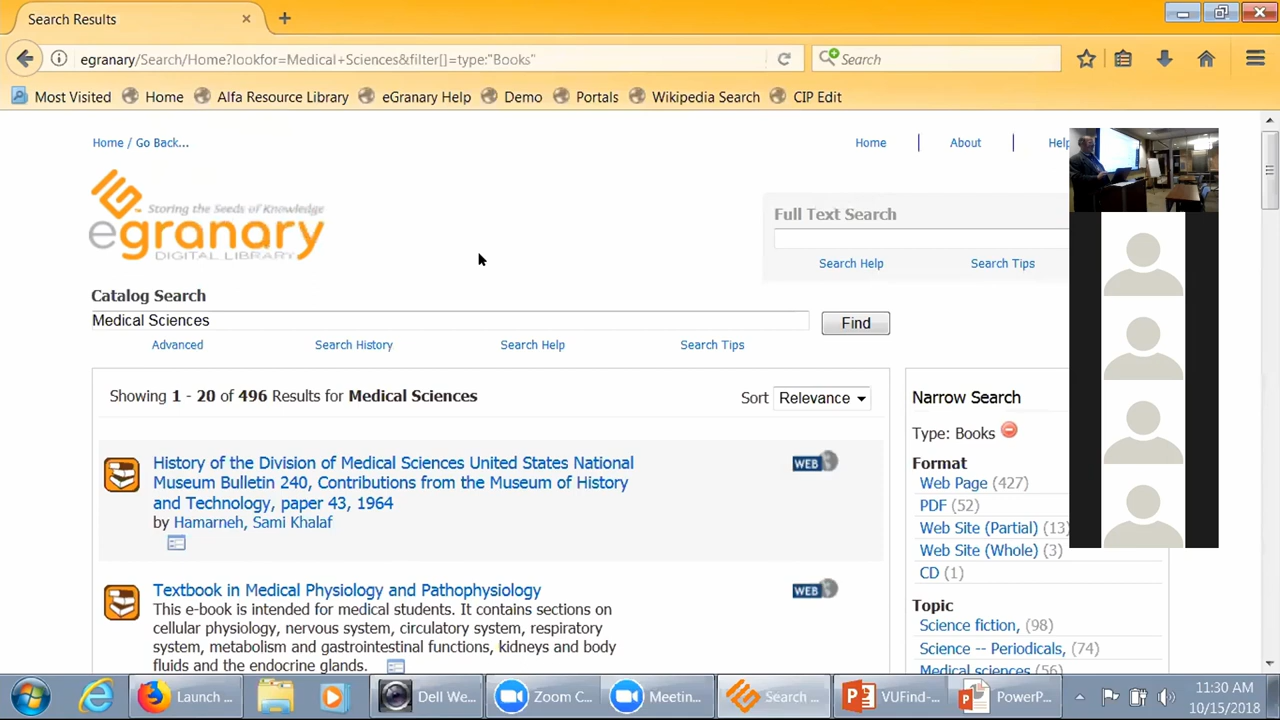 Search Results
egranary/Search/Home?lookfor=Medical+Sciences&filter[]=type:"Books"
Search
Most Visited Home Alfa Resource Library eGranary Help Demo Portals Wikipedia Search CIP Edit
Home / Go Back...
Home About Help
Storing the Seeds of Knowledge
egranary
DIGITAL LIBRARY
Full Text Search
Search Help Search Tips
Catalog Search
Medical Sciences
Find
Advanced Search History Search Help Search Tips
Showing 1 - 20 of 496 Results for Medical Sciences
Sort Relevance
History of the Division of Medical Sciences United States National
Museum Bulletin 240, Contributions from the Museum of History
and Technology, paper 43, 1964
by Hamarneh, Sami Khalaf
WEB
Textbook in Medical Physiology and Pathophysiology
This e-book is intended for medical students. It contains sections on
cellular physiology, nervous system, circulatory system, respiratory
system, metabolism and gastrointestinal functions, kidneys and body
fluids and the endocrine glands.
WEB
Narrow Search
Type: Books
Format
Web Page (427)
PDF (52)
Web Site (Partial) (13)
Web Site (Whole) (3)
CD (1)
Topic
Science fiction, (98)
Science -- Periodicals, (74)
Medical sciences (56)
Launch ...
Dell We...
Zoom C...
Meetin...
Search ...
VUFind-...
PowerP...
11:30 AM
10/15/2018